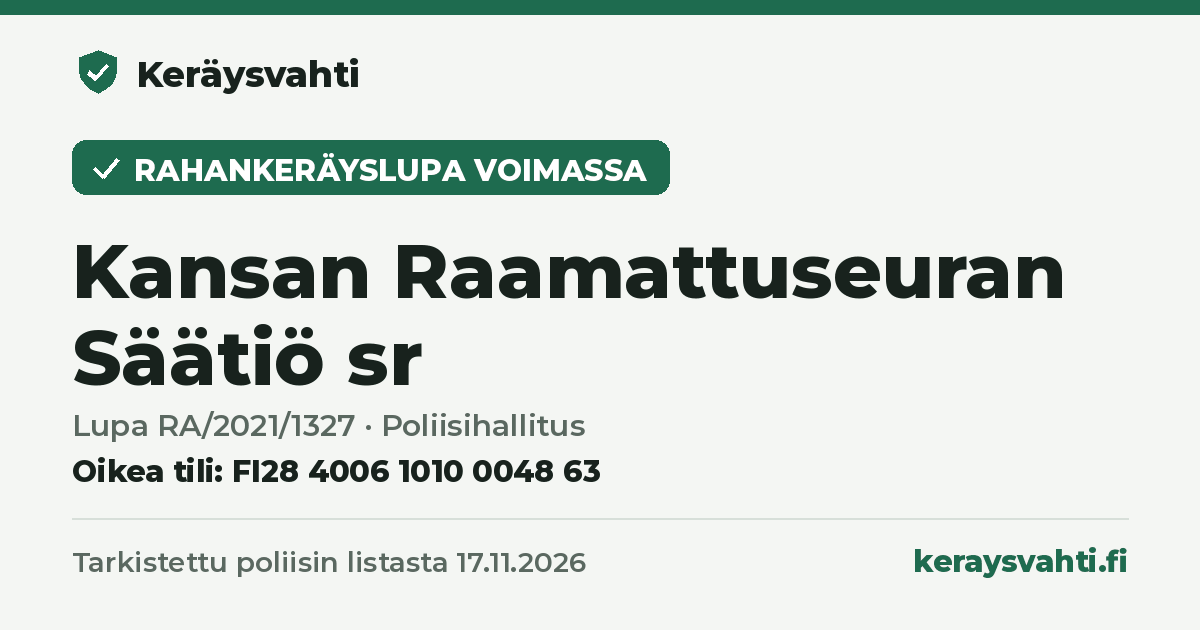 Keräysvahti
RAHANKERÄYSLUPA VOIMASSA
Kansan Raamattuseuran
Säätiö sr
Lupa RA/2021/1327 · Poliisihallitus
Oikea tili: FI28 4006 1010 0048 63
Tarkistettu poliisin listasta 17.11.2026
keraysvahti.fi